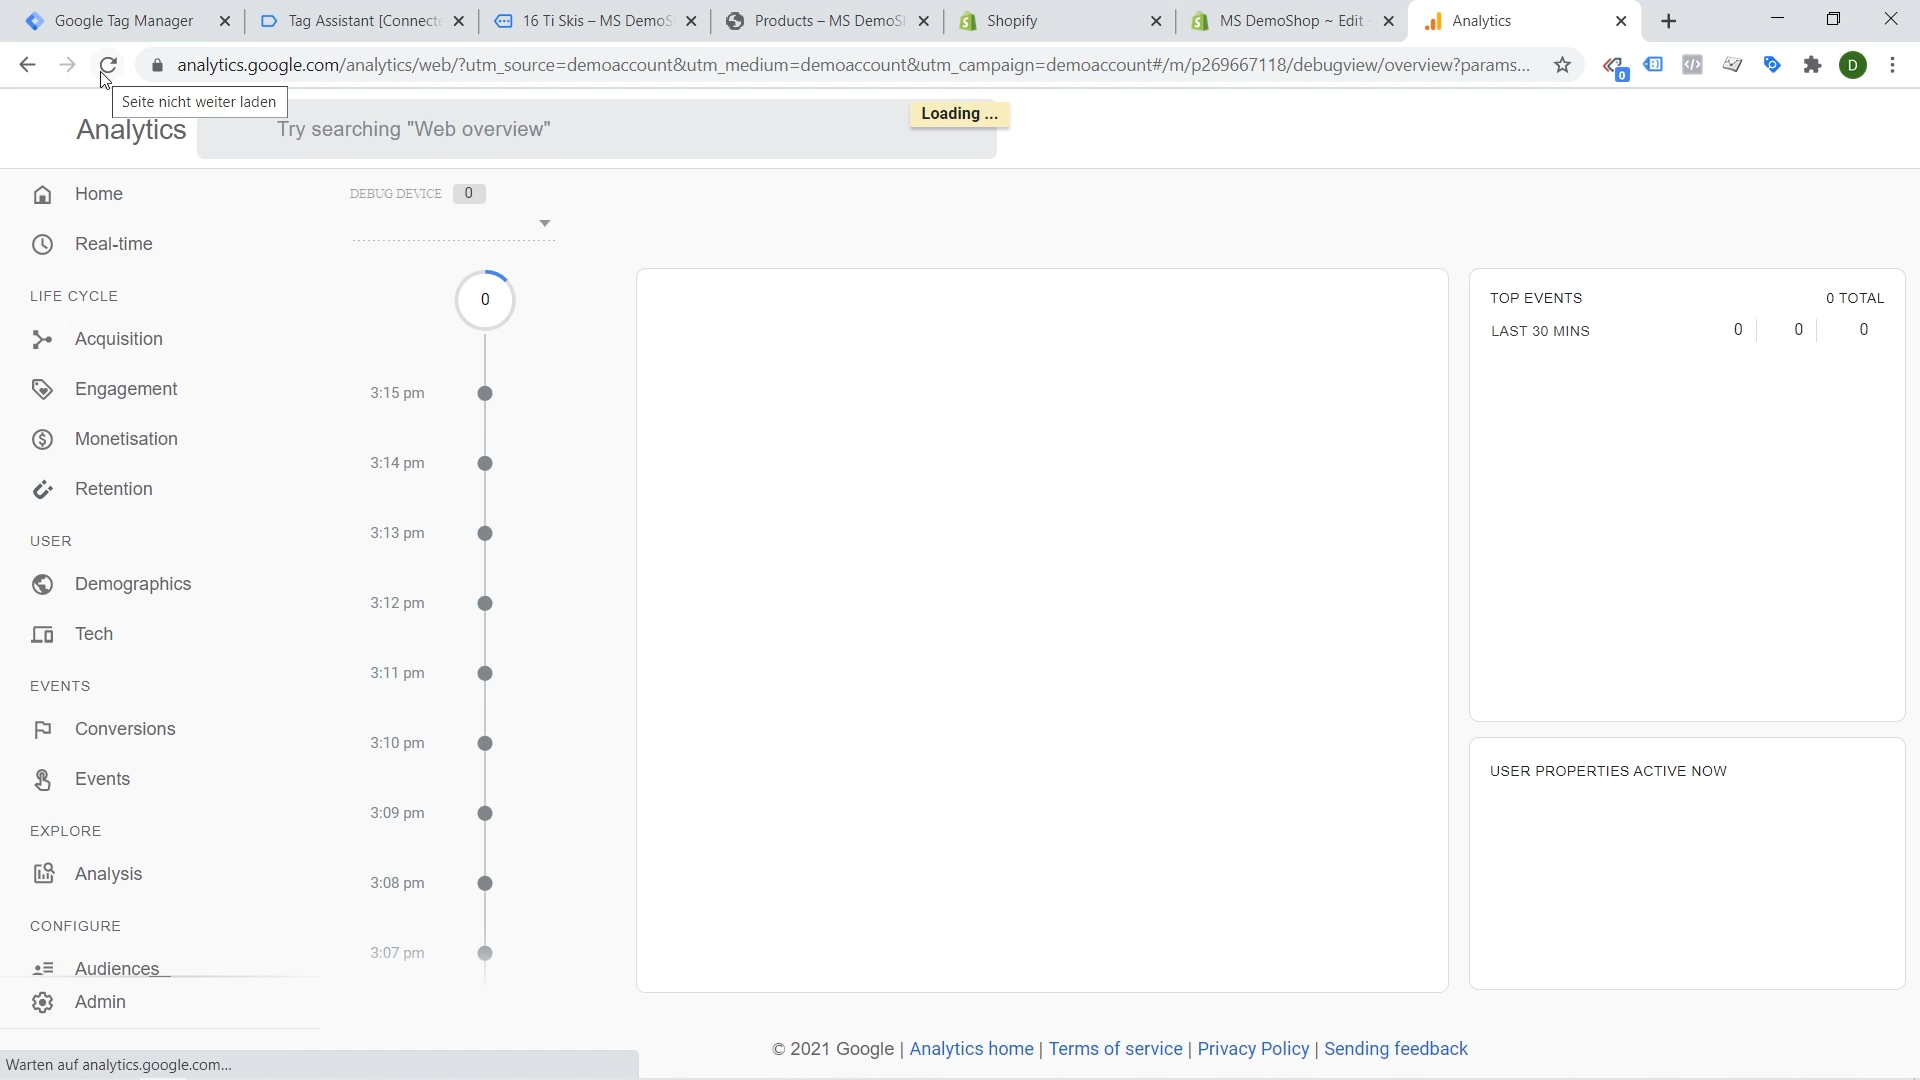 Google Tag Manager
Tag Assistant [Connecte
16 Ti Skis – MS DemoS
Products – MS DemoSl
Shopify
MS DemoShop ~ Edit
Analytics
analytics.google.com/analytics/web/?utm_source=demoaccount&utm_medium=demoaccount&utm_campaign=demoaccount#/m/p269667118/debugview/overview?params...
0
D
Seite nicht weiter laden
Analytics
Try searching "Web overview"
Loading ...
Home
Real-time
LIFE CYCLE
Acquisition
Engagement
Monetisation
Retention
USER
Demographics
Tech
EVENTS
Conversions
Events
EXPLORE
Analysis
CONFIGURE
Audiences
Admin
DEBUG DEVICE 0
0
3:15 pm
3:14 pm
3:13 pm
3:12 pm
3:11 pm
3:10 pm
3:09 pm
3:08 pm
3:07 pm
TOP EVENTS 0 TOTAL
LAST 30 MINS 0 0 0
USER PROPERTIES ACTIVE NOW
© 2021 Google | Analytics home | Terms of service | Privacy Policy | Sending feedback
Warten auf analytics.google.com...